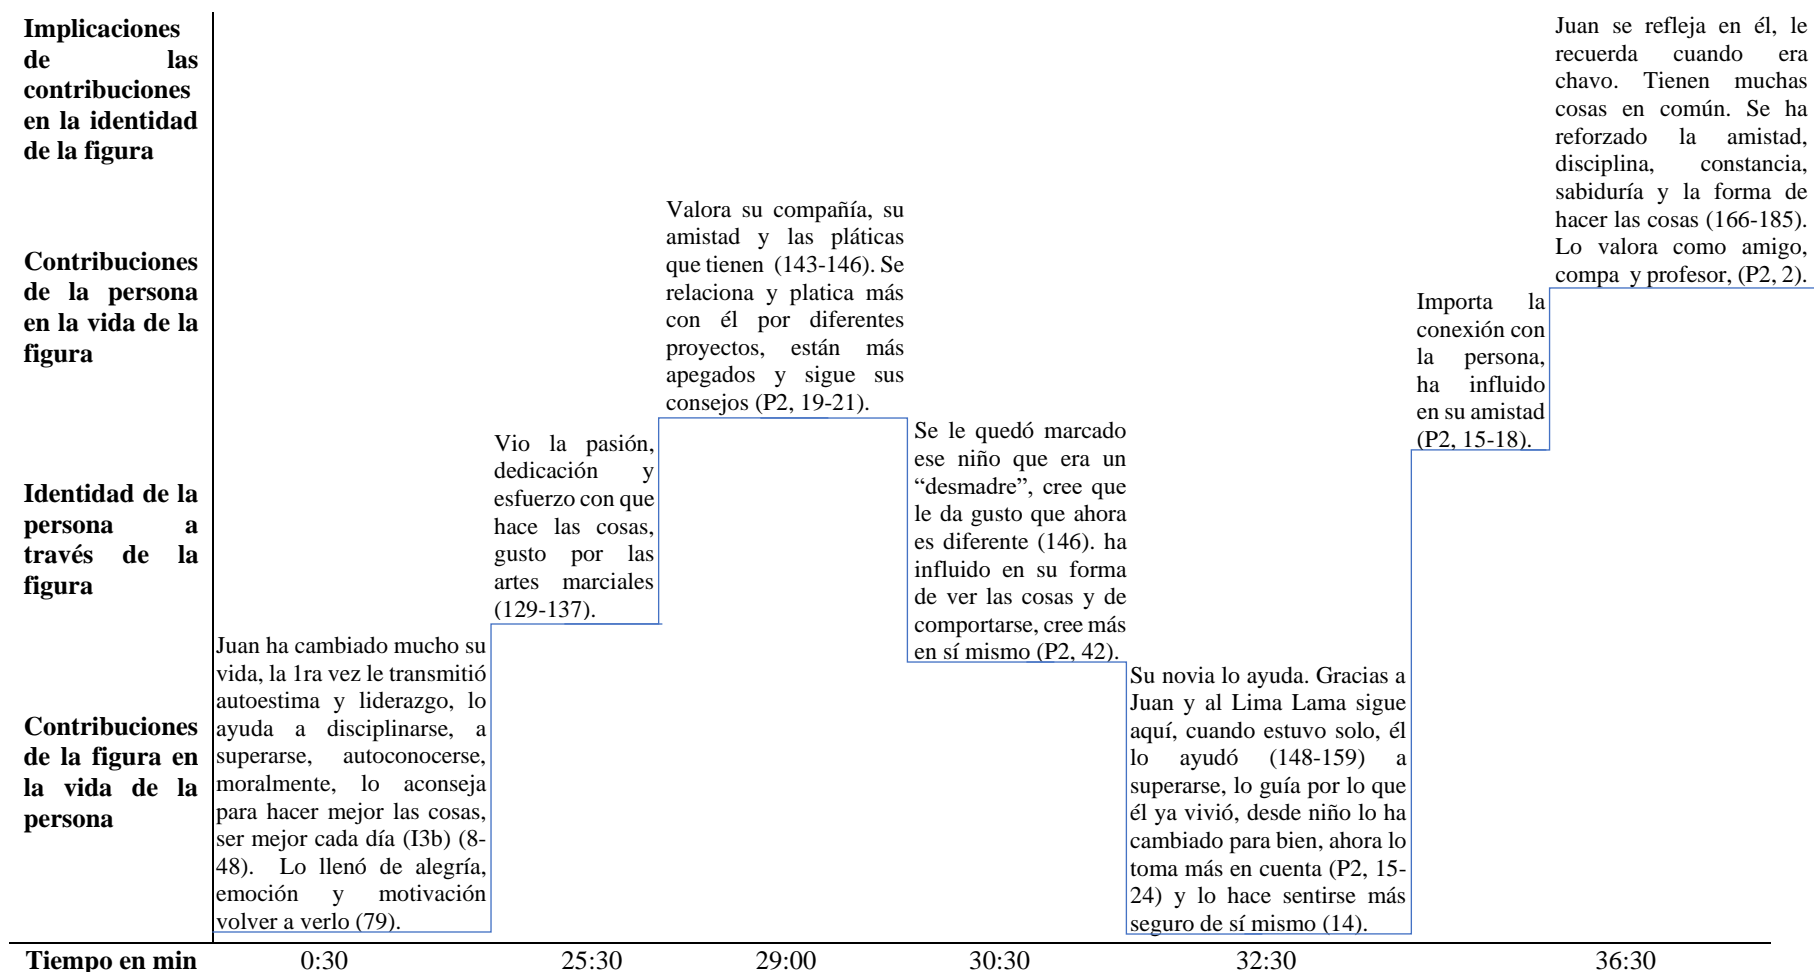 Implicaciones
de las
contribuciones
en la identidad
de la figura
Contribuciones
de la persona
en la vida de la
figura
Identidad de la
persona a
través de la
figura
Contribuciones
de la figura en
la vida de la
persona
Juan ha cambiado mucho su
vida, la 1ra vez le transmitió
autoestima y liderazgo, lo
ayuda a disciplinarse, a
superarse, autoconocerse,
moralmente, lo aconseja
para hacer mejor las cosas,
ser mejor cada día (I3b) (8-
48). Lo llenó de alegría,
emoción y motivación
volver a verlo (79).
Vio la pasión,
dedicación y
esfuerzo con que
hace las cosas,
gusto por las
artes marciales
(129-137).
Valora su compañía, su
amistad y las pláticas
que tienen (143-146). Se
relaciona y platica más
con él por diferentes
proyectos, están más
apegados y sigue sus
consejos (P2, 19-21).
Se le quedó marcado
ese niño que era un
“desmadre”, cree que
le da gusto que ahora
es diferente (146). ha
influido en su forma
de ver las cosas y de
comportarse, cree más
en sí mismo (P2, 42).
Su novia lo ayuda. Gracias a
Juan y al Lima Lama sigue
aquí, cuando estuvo solo, él
lo ayudó (148-159) a
superarse, lo guía por lo que
él ya vivió, desde niño lo ha
cambiado para bien, ahora lo
toma más en cuenta (P2, 15-
24) y lo hace sentirse más
seguro de sí mismo (14).
Importa la
conexión con
la persona,
ha influido
en su amistad
(P2, 15-18).
Juan se refleja en él, le
recuerda cuando era
chavo. Tienen muchas
cosas en común. Se ha
reforzado la amistad,
disciplina, constancia,
sabiduría y la forma de
hacer las cosas (166-185).
Lo valora como amigo,
compa y profesor, (P2, 2).
Tiempo en min 0:30 25:30 29:00 30:30 32:30 36:30